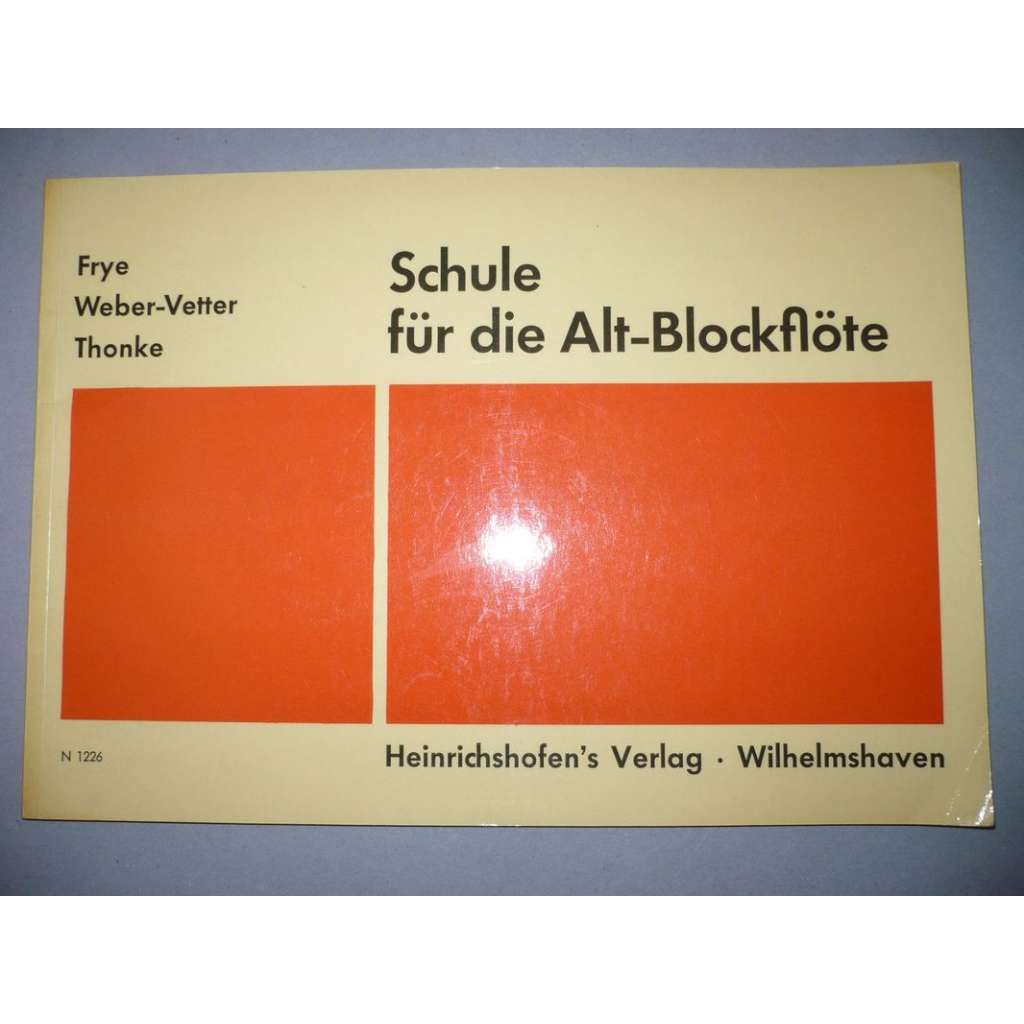 Frye
Weber-Vetter
Thonke
Schule
für die Alt-Blockflöte
N 1226
Heinrichshofen's Verlag · Wilhelmshaven